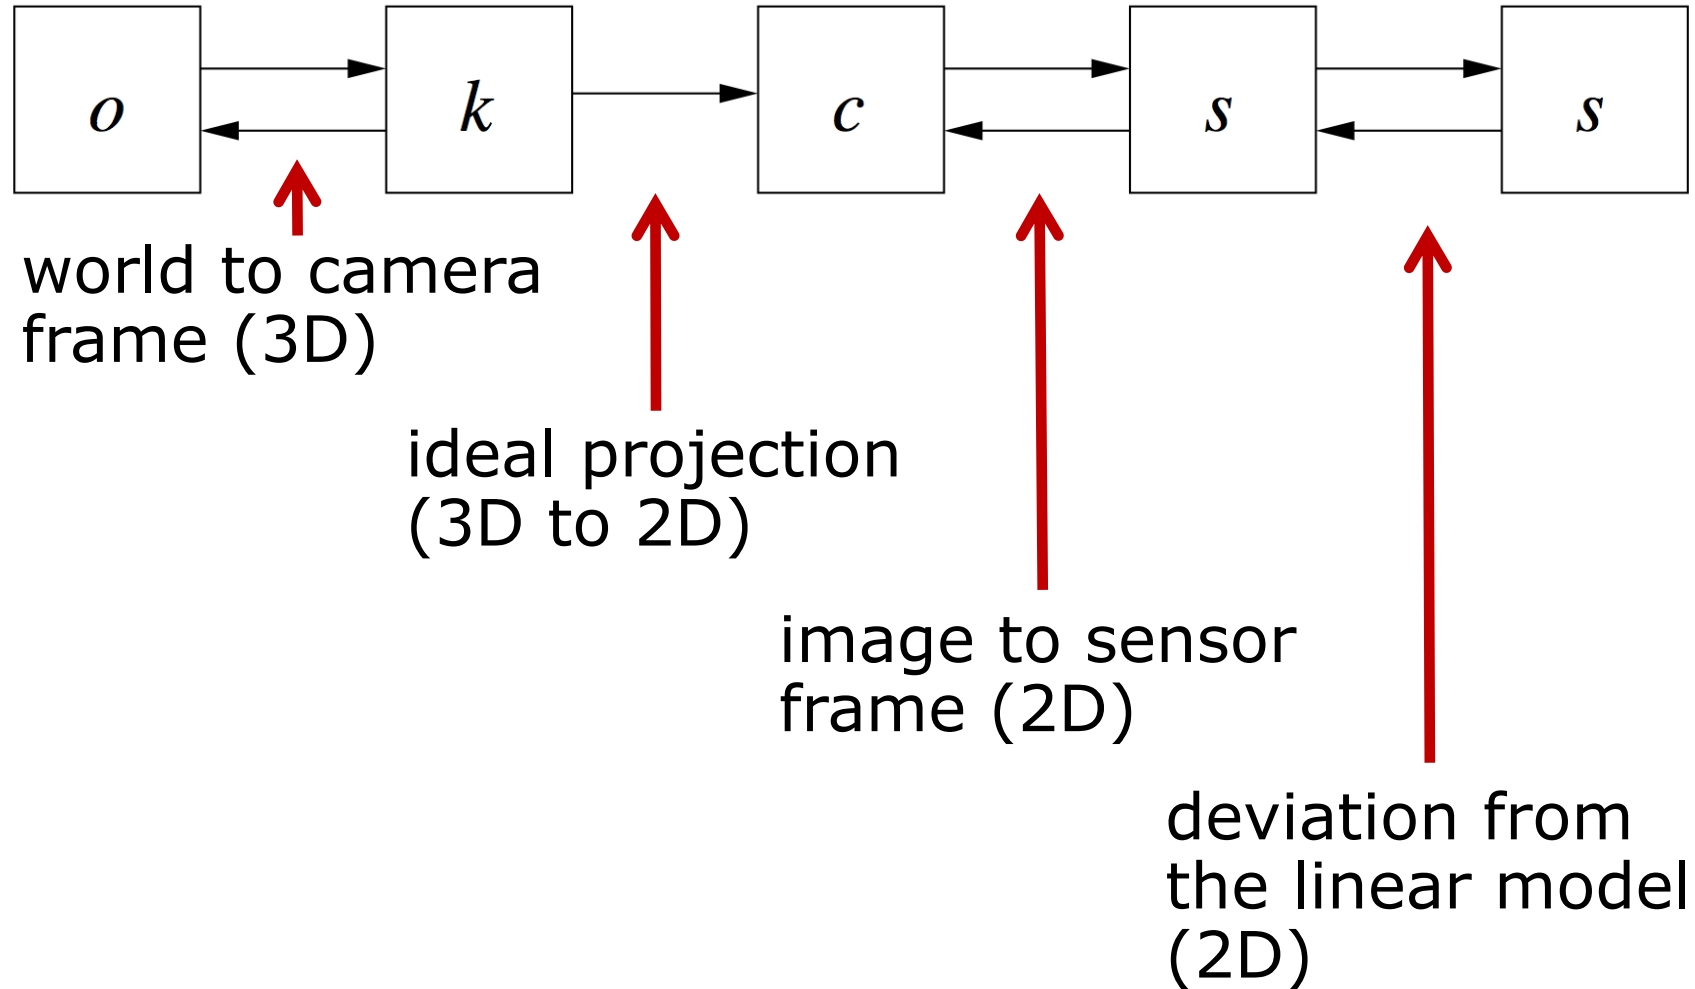 o k c s s
world to camera
frame (3D)
ideal projection
(3D to 2D)
image to sensor
frame (2D)
deviation from
the linear model
(2D)